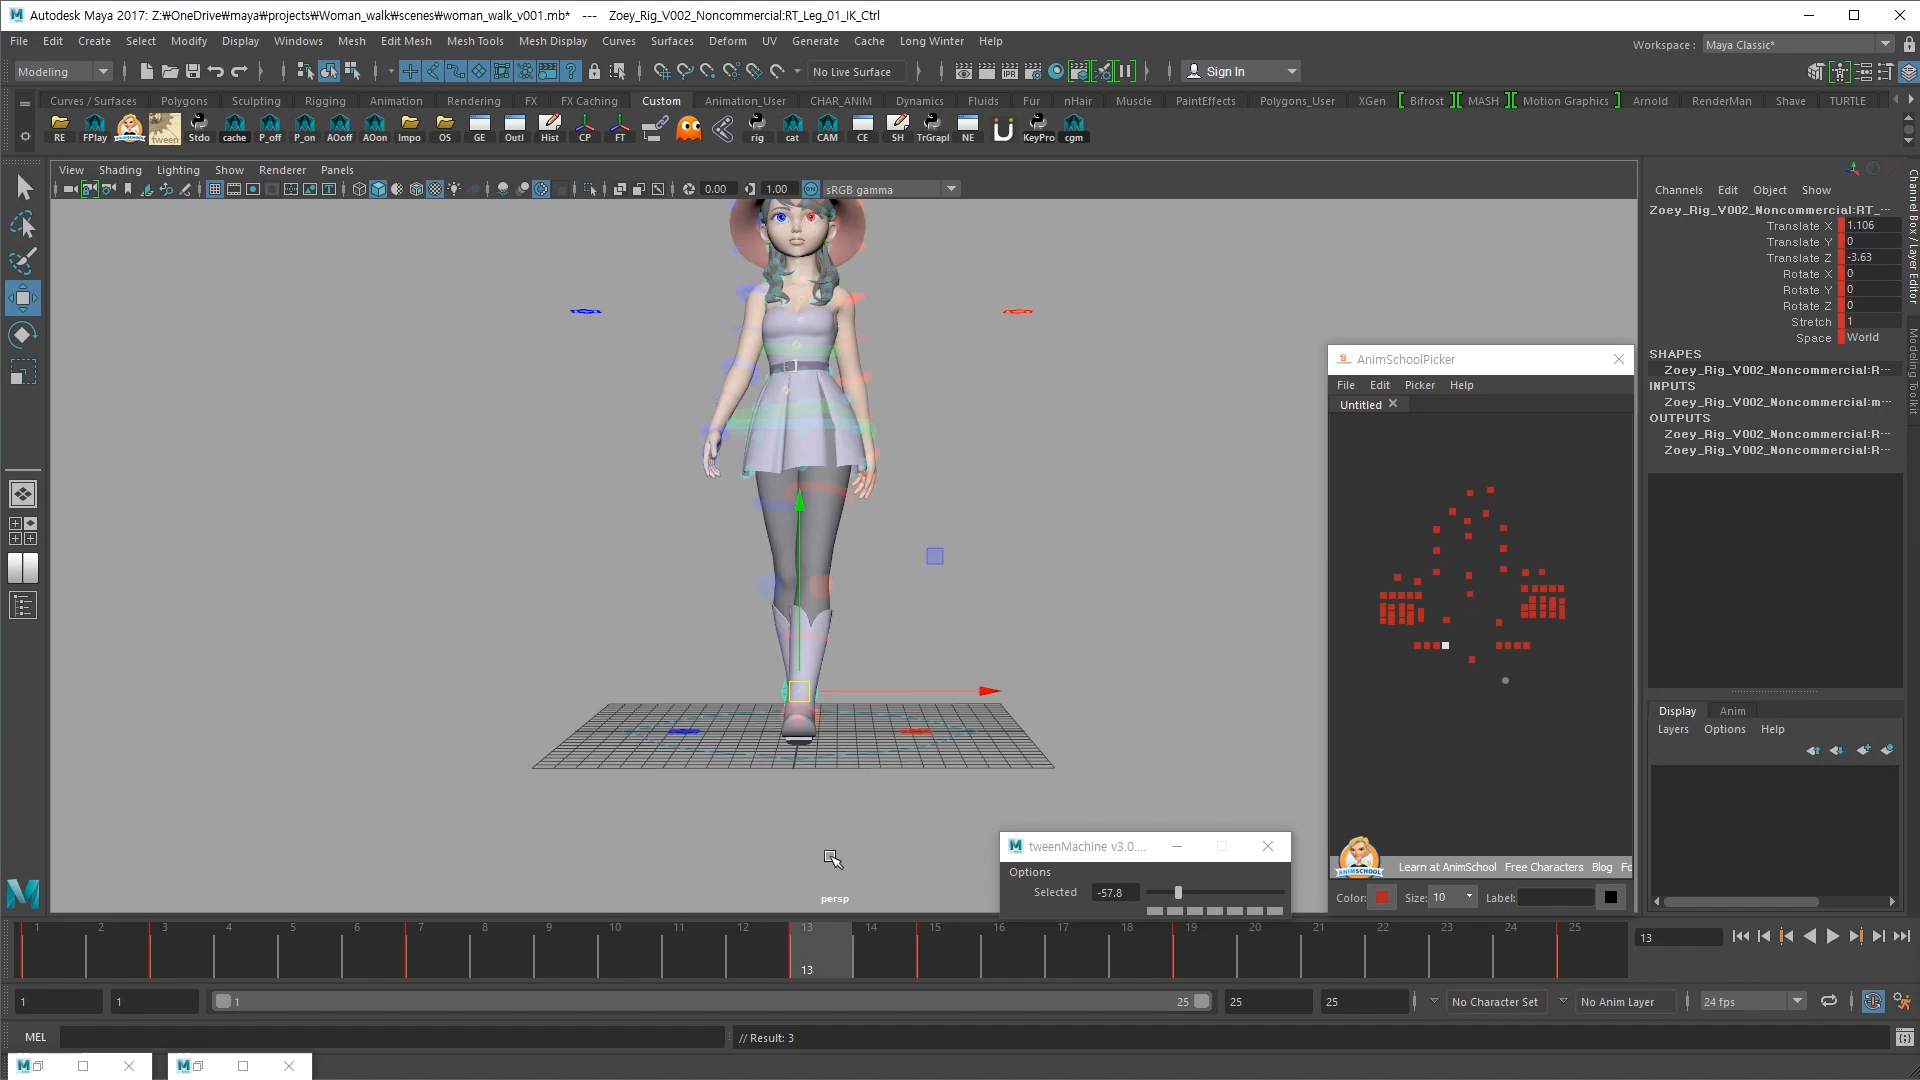 Autodesk Maya 2017: Z:₩OneDrive₩maya₩projects₩Woman_walk₩scenes₩woman_walk_v001.mb* --- Zoey_Rig_V002_Noncommercial:RT_Leg_01_IK_Ctrl
File Edit Create Select Modify Display Windows Mesh Edit Mesh Mesh Tools Mesh Display Curves Surfaces Deform UV Generate Cache Long Winter Help
Workspace : Maya Classic*
Modeling
No Live Surface
Sign In
Curves / Surfaces Polygons Sculpting Rigging Animation Rendering FX FX Caching Custom Animation_User CHAR_ANIM Dynamics Fluids Fur nHair Muscle PaintEffects Polygons_User XGen Bifrost MASH Motion Graphics Arnold RenderMan Shave TURTLE
RE FPlay tween Stdo cache P_off P_on AOoff AOon Impo OS GE Outl Hist CP FT rig cat CAM CE SH TrGrapl NE KeyPro cgm
View Shading Lighting Show Renderer Panels
0.00 1.00 sRGB gamma
Channels Edit Object Show
Zoey_Rig_V002_Noncommercial:RT_...
Translate X 1.106
Translate Y 0
Translate Z -3.63
Rotate X 0
Rotate Y 0
Rotate Z 0
Stretch 1
Space World
SHAPES
Zoey_Rig_V002_Noncommercial:R...
INPUTS
Zoey_Rig_V002_Noncommercial:m...
OUTPUTS
Zoey_Rig_V002_Noncommercial:R...
Zoey_Rig_V002_Noncommercial:R...
Channel Box / Layer Editor
Modeling Toolkit
AnimSchoolPicker
File Edit Picker Help
Untitled
ANIMSCHOOL
Learn at AnimSchool Free Characters Blog Fo
Color: Size: 10 Label:
Display Anim
Layers Options Help
tweenMachine v3.0....
Options
Selected -57.8
persp
1 2 3 4 5 6 7 8 9 10 11 12 13 14 15 16 17 18 19 20 21 22 23 24 25
13
13
1 1 1 25 25 25 No Character Set No Anim Layer 24 fps
MEL // Result: 3